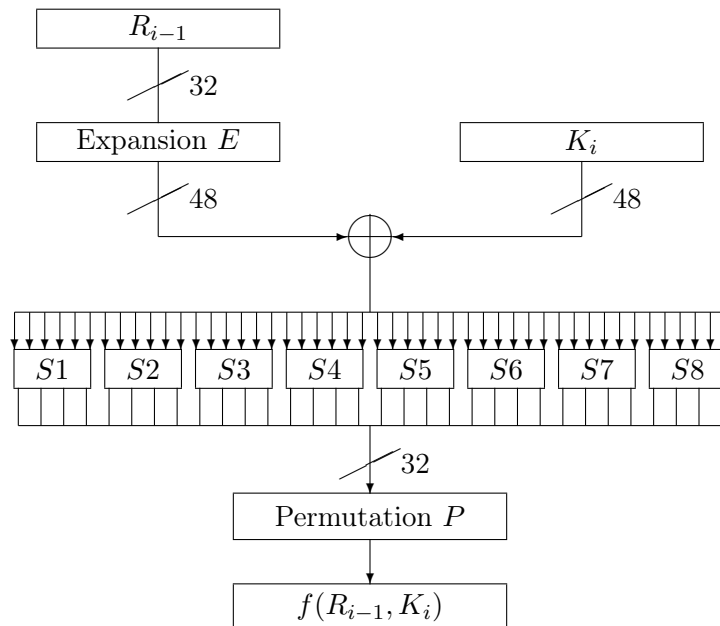 R_{i−1}
32
Expansion E
K_i
48
48
S1 S2 S3 S4 S5 S6 S7 S8
32
Permutation P
f(R_{i−1}, K_i)